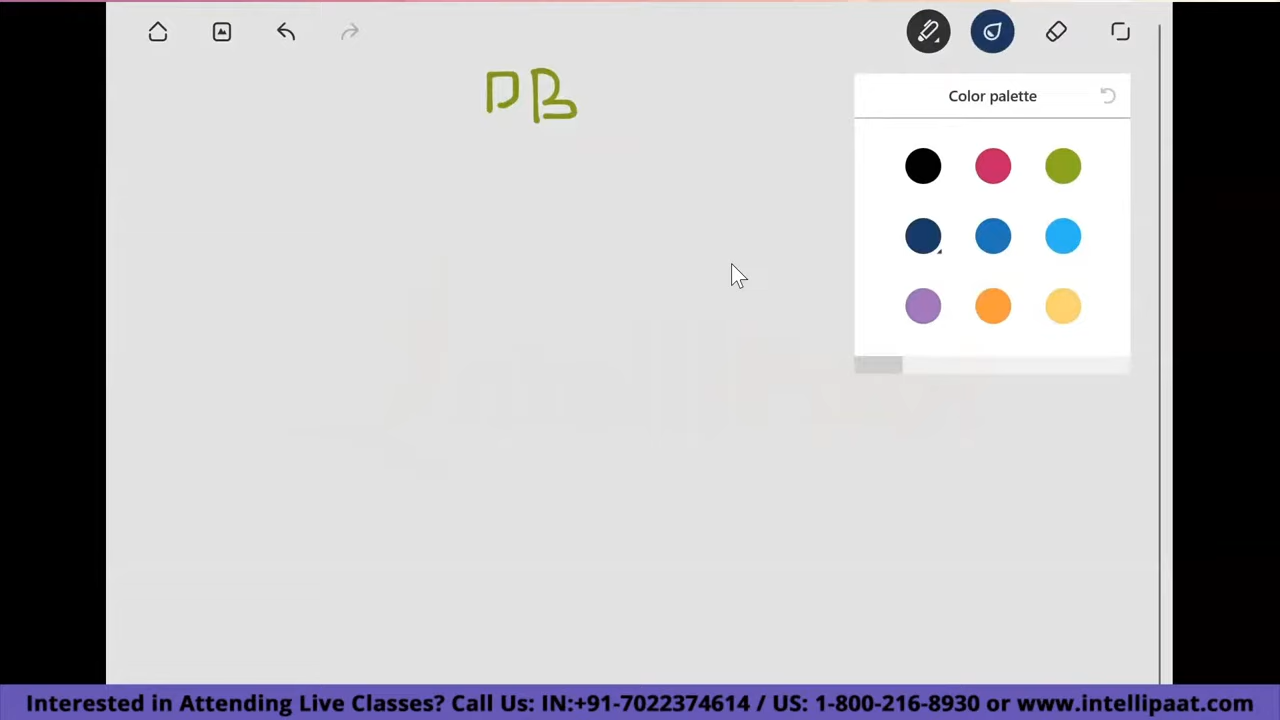 DB
Color palette
Interested in Attending Live Classes? Call Us: IN:+91-7022374614 / US: 1-800-216-8930 or www.intellipaat.com